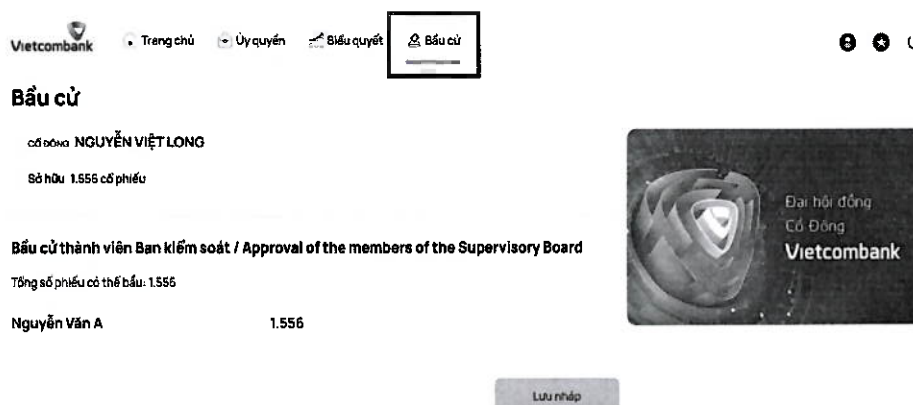 Vietcombank Trang chủ Ủy quyền Biểu quyết Bầu cử
Bầu cử
CỔ ĐÔNG NGUYỄN VIỆT LONG
Sở hữu 1.556 cổ phiếu
Đại hội đồng
Cổ Đông
Vietcombank
Bầu cử thành viên Ban kiểm soát / Approval of the members of the Supervisory Board
Tổng số phiếu có thể bầu: 1.556
Nguyễn Văn A 1.556
Lưu nháp